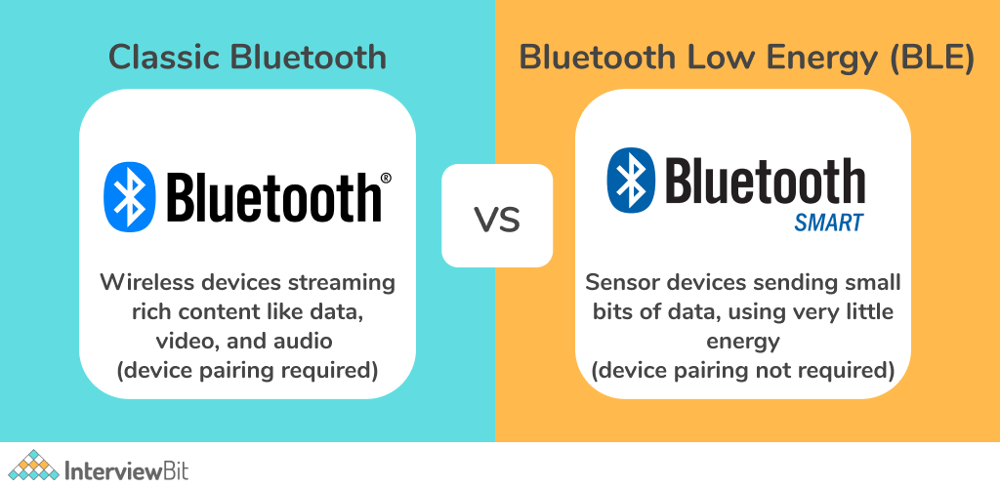 Classic Bluetooth
Bluetooth®
Wireless devices streaming
rich content like data,
video, and audio
(device pairing required)
VS
Bluetooth Low Energy (BLE)
Bluetooth
SMART
Sensor devices sending small
bits of data, using very little
energy
(device pairing not required)
InterviewBit